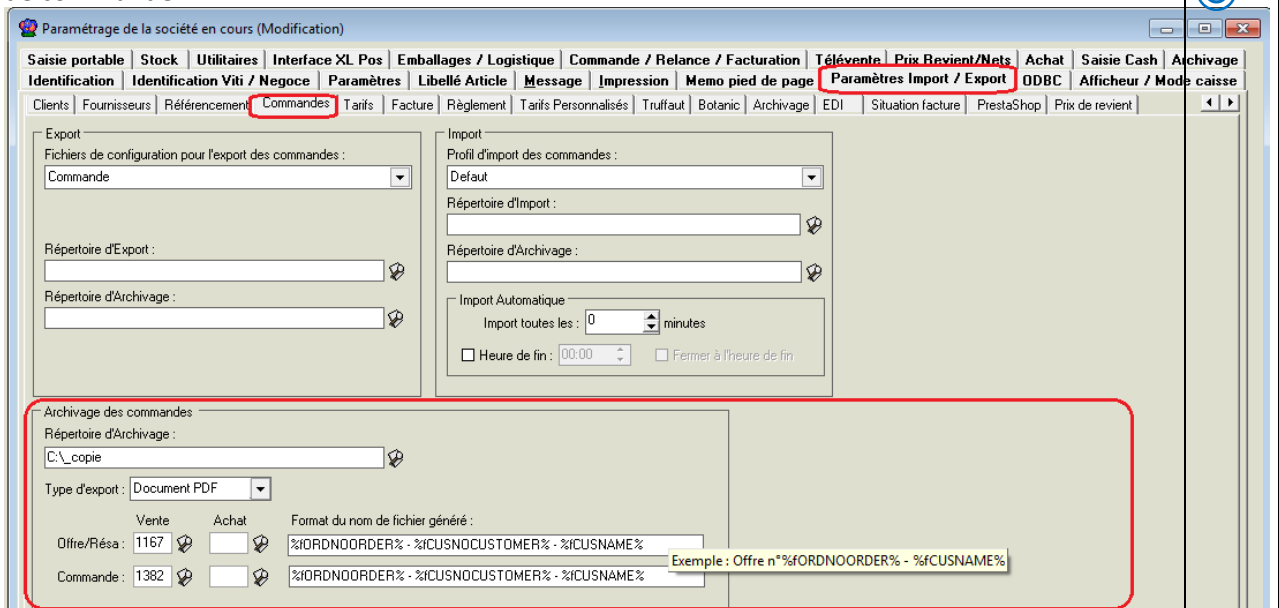 Paramétrage de la société en cours (Modification)
Saisie portable | Stock | Utilitaires | Interface XL Pos | Emballages / Logistique | Commande / Relance / Facturation | Télévente | Prix Revient/Nets | Achat | Saisie Cash | Archivage
Identification | Identification Viti / Negoce | Paramètres | Libellé Article | Message | Impression | Memo pied de page | Paramètres Import / Export | ODBC | Afficheur / Mode caisse
Clients | Fournisseurs | Référencement | Commandes | Tarifs | Facture | Règlement | Tarifs Personnalisés | Truffaut | Botanic | Archivage | EDI | Situation facture | PrestaShop | Prix de revient
Export
Fichiers de configuration pour l'export des commandes :
Commande
Répertoire d'Export :
Répertoire d'Archivage :
Import
Profil d'import des commandes :
Defaut
Répertoire d'Import :
Répertoire d'Archivage :
Import Automatique
Import toutes les : 0 minutes
Heure de fin : 00:00 Fermer à l'heure de fin
Archivage des commandes
Répertoire d'Archivage :
C:\_copie
Type d'export : Document PDF
Vente Achat Format du nom de fichier généré :
Offre/Résa : 1167 %fORDNOORDER% - %fCUSNOCUSTOMER% - %fCUSNAME%
Exemple : Offre n°%fORDNOORDER% - %fCUSNAME%
Commande : 1382 %fORDNOORDER% - %fCUSNOCUSTOMER% - %fCUSNAME%